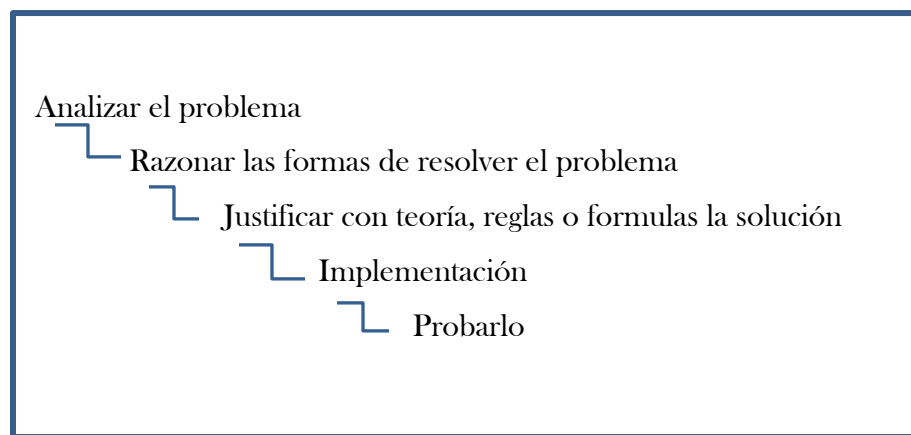 Analizar el problema
Razonar las formas de resolver el problema
Justificar con teoría, reglas o formulas la solución
Implementación
Probarlo